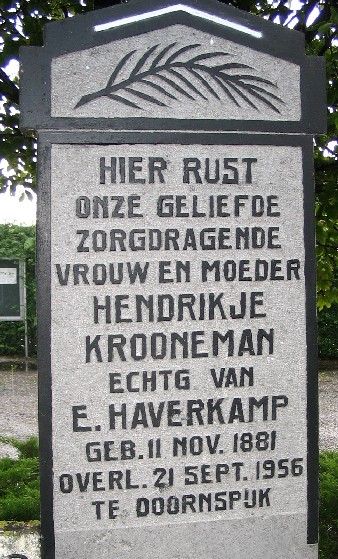 HIER RUST
ONZE GELIEFDE
ZORGDRAGENDE
VROUW EN MOEDER
HENDRIKJE
KROONEMAN
ECHTG VAN
E. HAVERKAMP
GEB. 11 NOV. 1881
OVERL. 21 SEPT. 1956
TE DOORNSPIJK